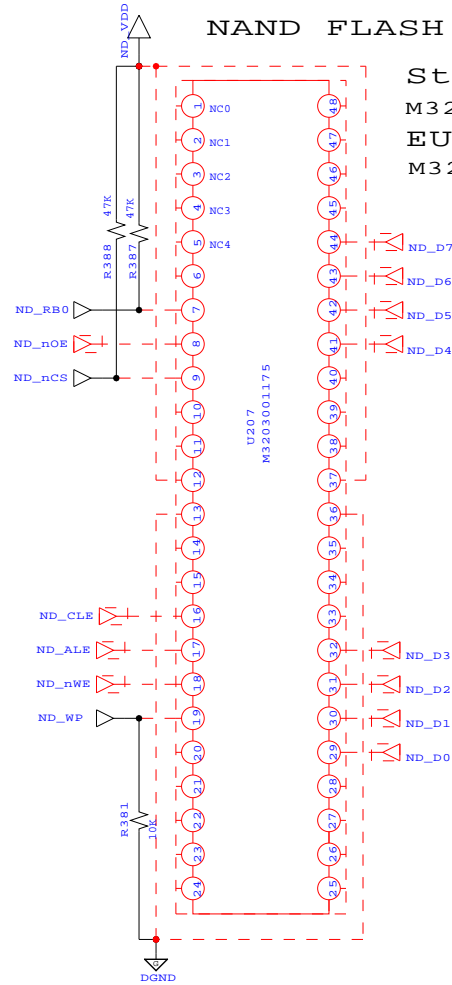 NAND FLASH
ND_VDD
St
M32
EU
M32
47K
47K
R388
R387
1 NC0 48
2 NC1 47
3 NC2 46
4 NC3 45
5 NC4 44 ND_D7
6 43 ND_D6
ND_RB0 7 42 ND_D5
ND_nOE 8 41 ND_D4
ND_nCS 9 40
10 39
U207
M3203001175
11 38
12 37
13 36
14 35
15 34
ND_CLE 16 33
ND_ALE 17 32 ND_D3
ND_nWE 18 31 ND_D2
ND_WP 19 30 ND_D1
20 29 ND_D0
21 28
R381
10K
22 27
23 26
24 25
DGND